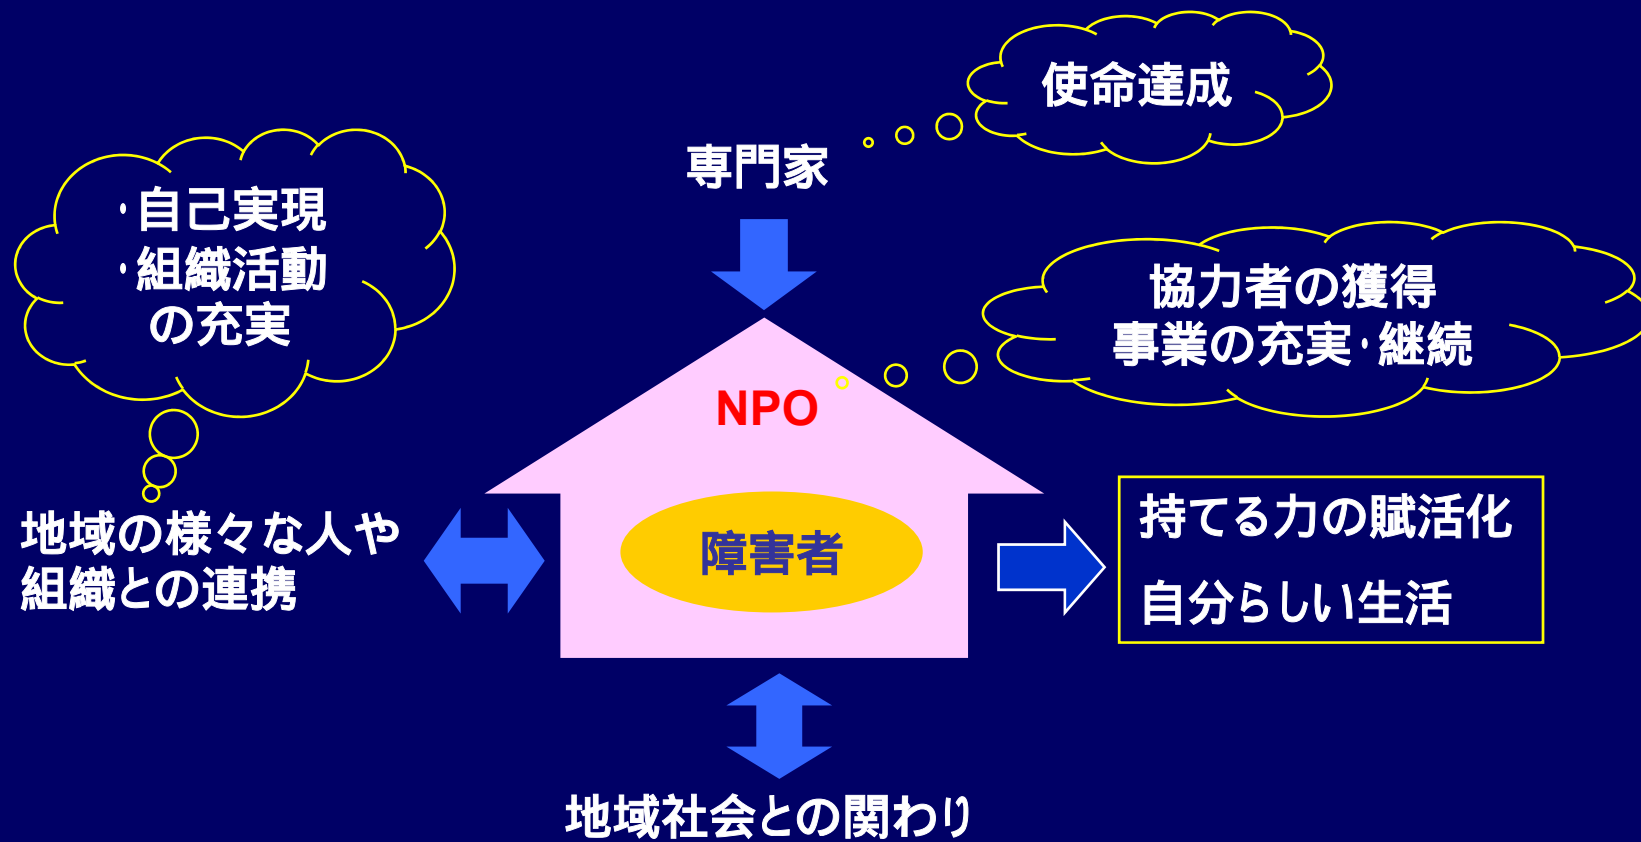 使命達成
専門家
・自己実現
・組織活動
の充実
協力者の獲得
事業の充実・継続
NPO
地域の様々な人や
組織との連携
障害者
持てる力の賦活化
自分らしい生活
地域社会との関わり